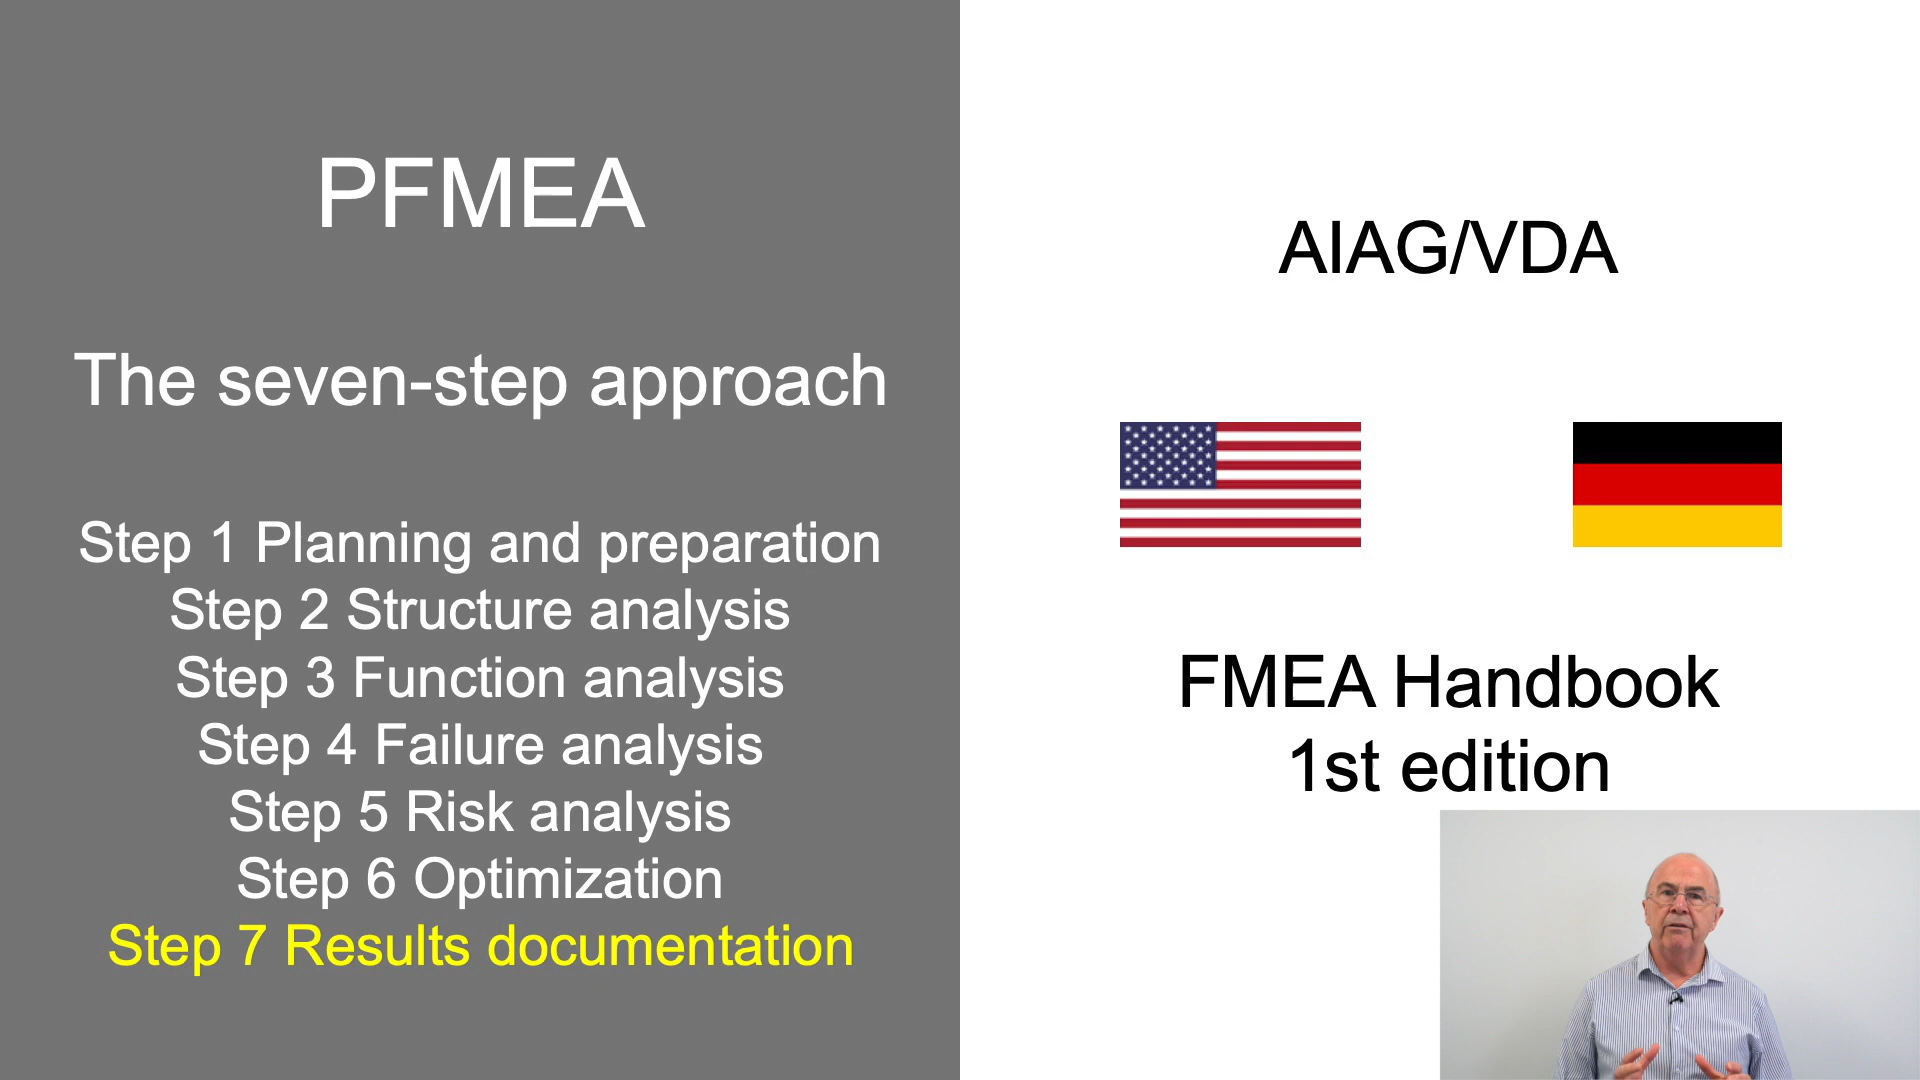 PFMEA
The seven-step approach
Step 1 Planning and preparation
Step 2 Structure analysis
Step 3 Function analysis
Step 4 Failure analysis
Step 5 Risk analysis
Step 6 Optimization
Step 7 Results documentation
AIAG/VDA
FMEA Handbook
1st edition